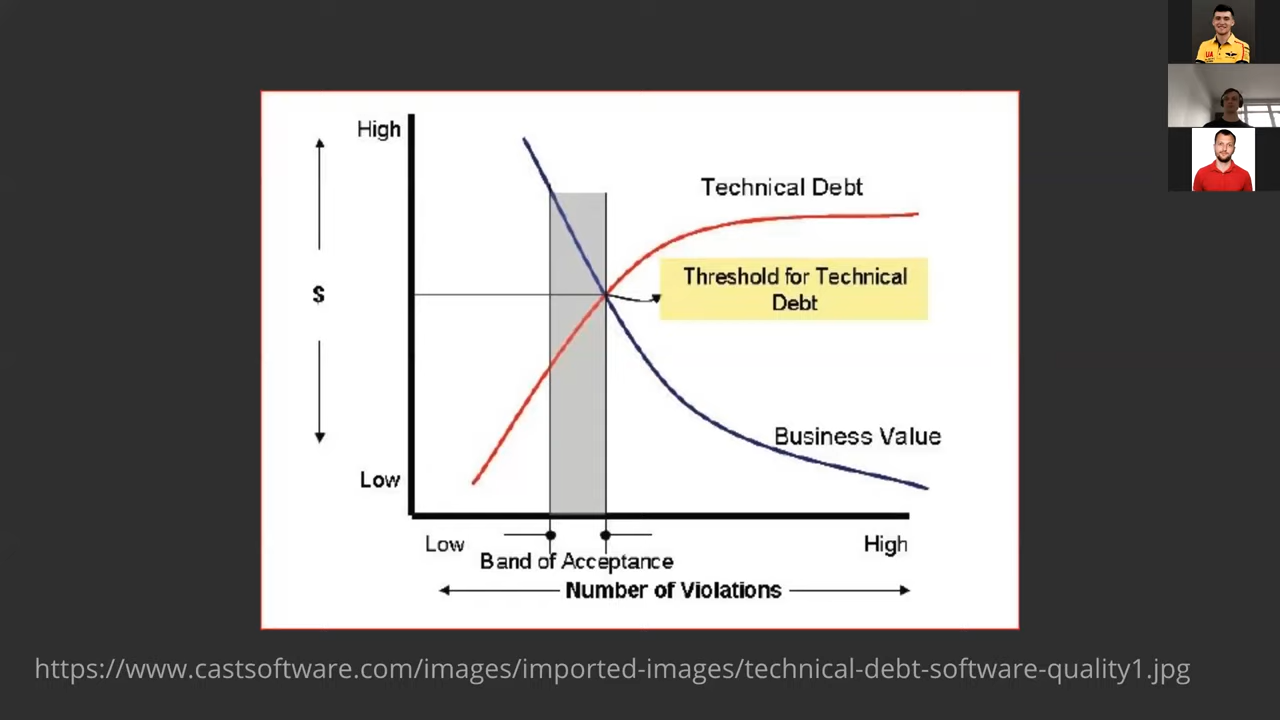 High
Technical Debt
Threshold for Technical
Debt
$
Business Value
Low
Low
High
Band of Acceptance
Number of Violations
https://www.castsoftware.com/images/imported-images/technical-debt-software-quality1.jpg
UA